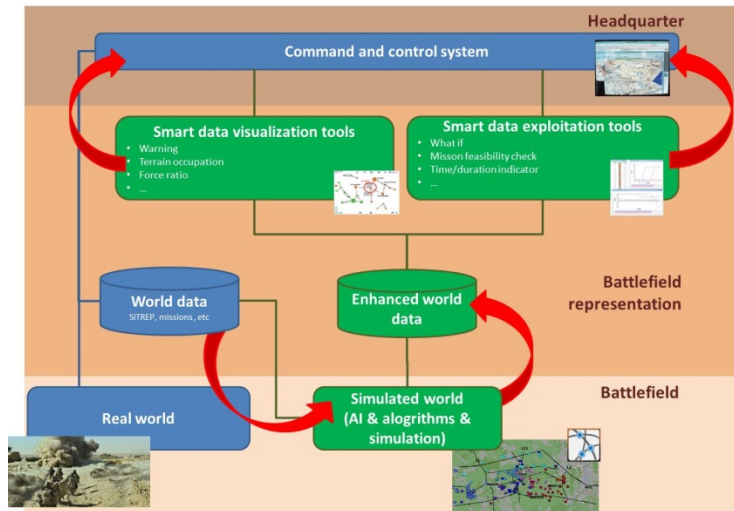 Headquarter
Command and control system
Smart data visualization tools
• Warning
• Terrain occupation
• Force ratio
• ...
Smart data exploitation tools
• What if
• Misson feasibility check
• Time/duration indicator
• ...
Battlefield
representation
World data
SITREP, missions, etc
Enhanced world
data
Battlefield
Real world
Simulated world
(AI & alogrithms &
simulation)